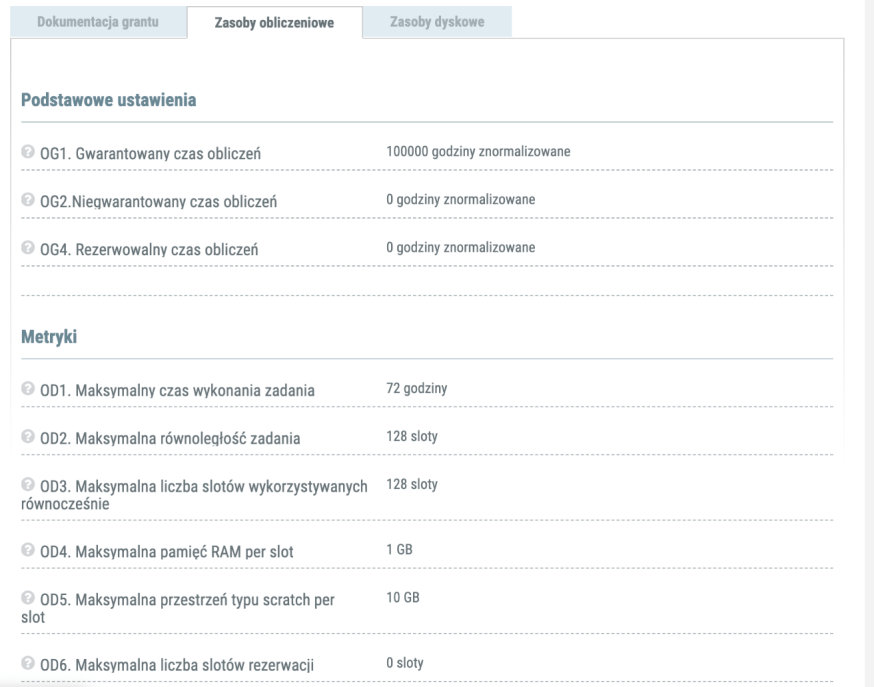 Dokumentacja grantu
Zasoby obliczeniowe
Zasoby dyskowe
Podstawowe ustawienia
OG1. Gwarantowany czas obliczeń
100000 godziny znormalizowane
OG2.Niegwarantowany czas obliczeń
0 godziny znormalizowane
OG4. Rezerwowalny czas obliczeń
0 godziny znormalizowane
Metryki
OD1. Maksymalny czas wykonania zadania
72 godziny
OD2. Maksymalna równoległość zadania
128 sloty
OD3. Maksymalna liczba slotów wykorzystywanych
równocześnie
128 sloty
OD4. Maksymalna pamięć RAM per slot
1 GB
OD5. Maksymalna przestrzeń typu scratch per
slot
10 GB
OD6. Maksymalna liczba slotów rezerwacji
0 sloty